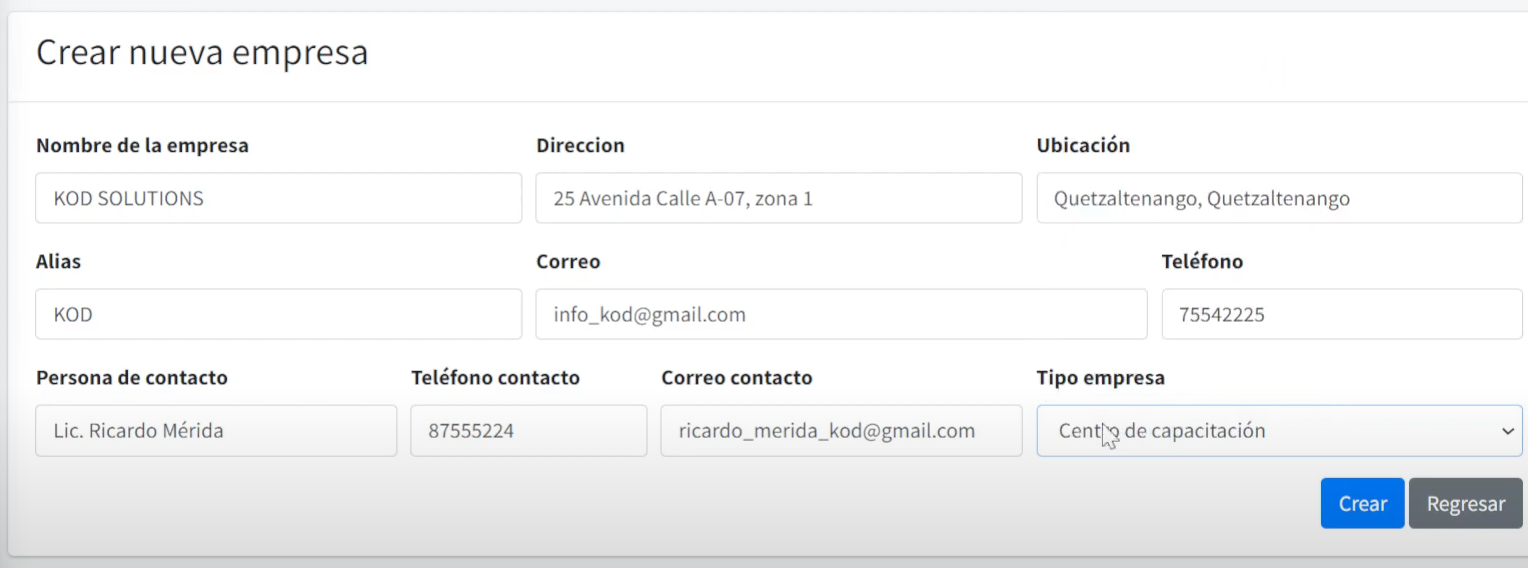 Crear nueva empresa
Nombre de la empresa Direccion Ubicación
KOD SOLUTIONS 25 Avenida Calle A-07, zona 1 Quetzaltenango, Quetzaltenango
Alias Correo Teléfono
KOD info_kod@gmail.com 75542225
Persona de contacto Teléfono contacto Correo contacto Tipo empresa
Lic. Ricardo Mérida 87555224 ricardo_merida_kod@gmail.com Centro de capacitación
Crear Regresar